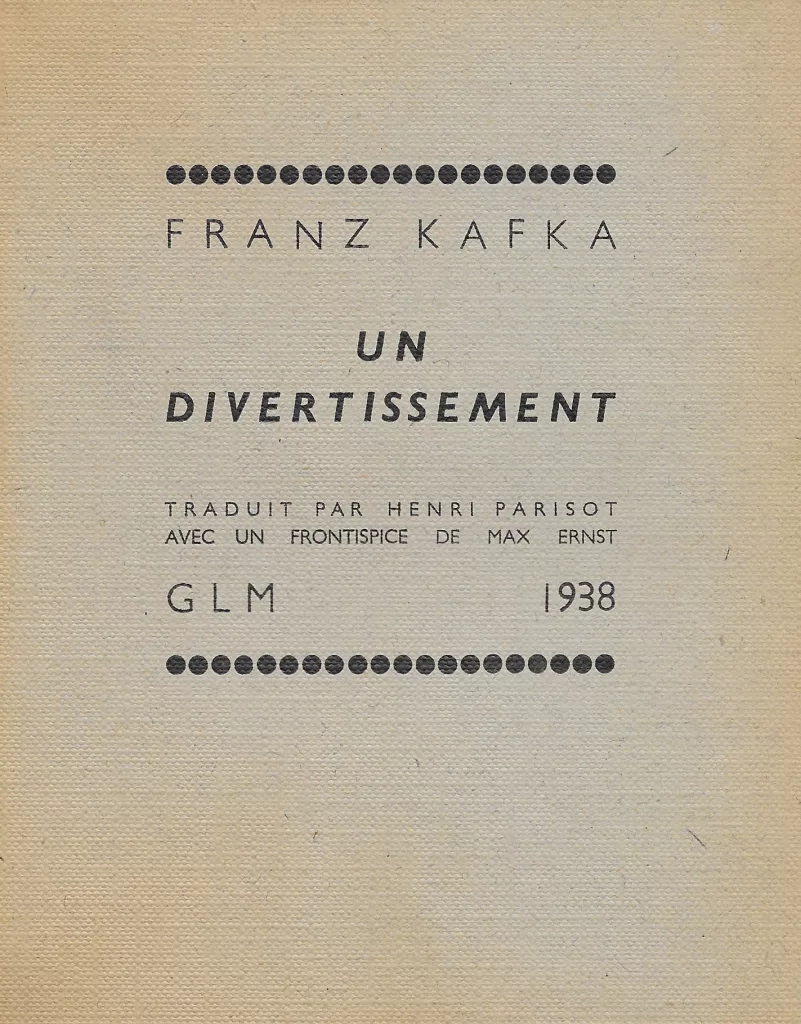 FRANZ KAFKA
UN
DIVERTISSEMENT
TRADUIT PAR HENRI PARISOT
AVEC UN FRONTISPICE DE MAX ERNST
GLM 1938